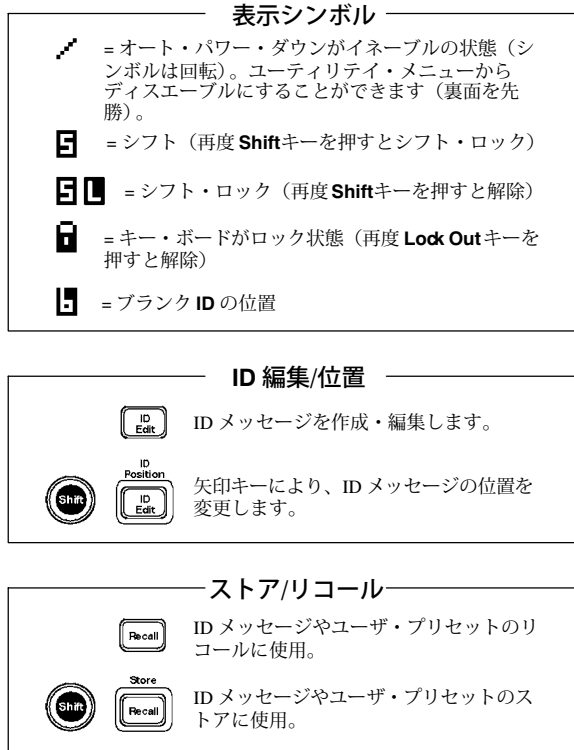 表示シンボル
= オート・パワー・ダウンがイネーブルの状態（シ
ンボルは回転）。ユーティリテイ・メニューから
ディスエーブルにすることができます（裏面を先
勝）。
S = シフト（再度 Shiftキーを押すとシフト・ロック）
S L = シフト・ロック（再度 Shiftキーを押すと解除）
= キー・ボードがロック状態（再度 Lock Outキーを
押すと解除）
b = ブランク ID の位置
ID 編集/位置
ID
Edit
ID メッセージを作成・編集します。
ID
Position
Shift
ID
Edit
矢印キーにより、ID メッセージの位置を
変更します。
ストア/リコール
Recall
ID メッセージやユーザ・プリセットのリ
コールに使用。
Store
Shift
Recall
ID メッセージやユーザ・プリセットのス
トアに使用。